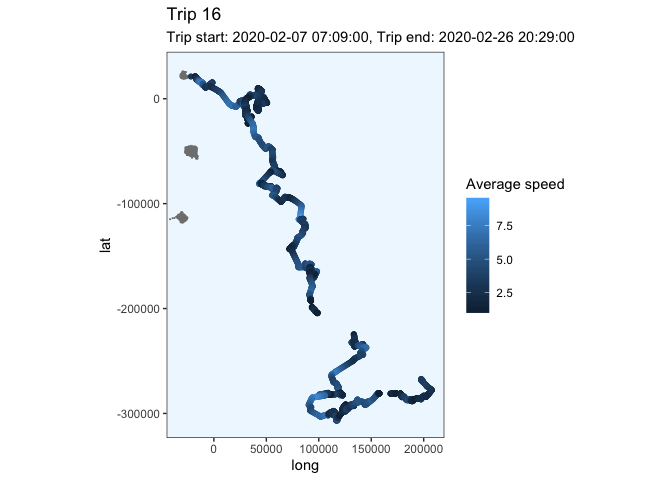 Trip 16
Trip start: 2020-02-07 07:09:00, Trip end: 2020-02-26 20:29:00
0
-100000
-200000
-300000
lat
0 50000 100000 150000 200000
long
Average speed
7.5
5.0
2.5